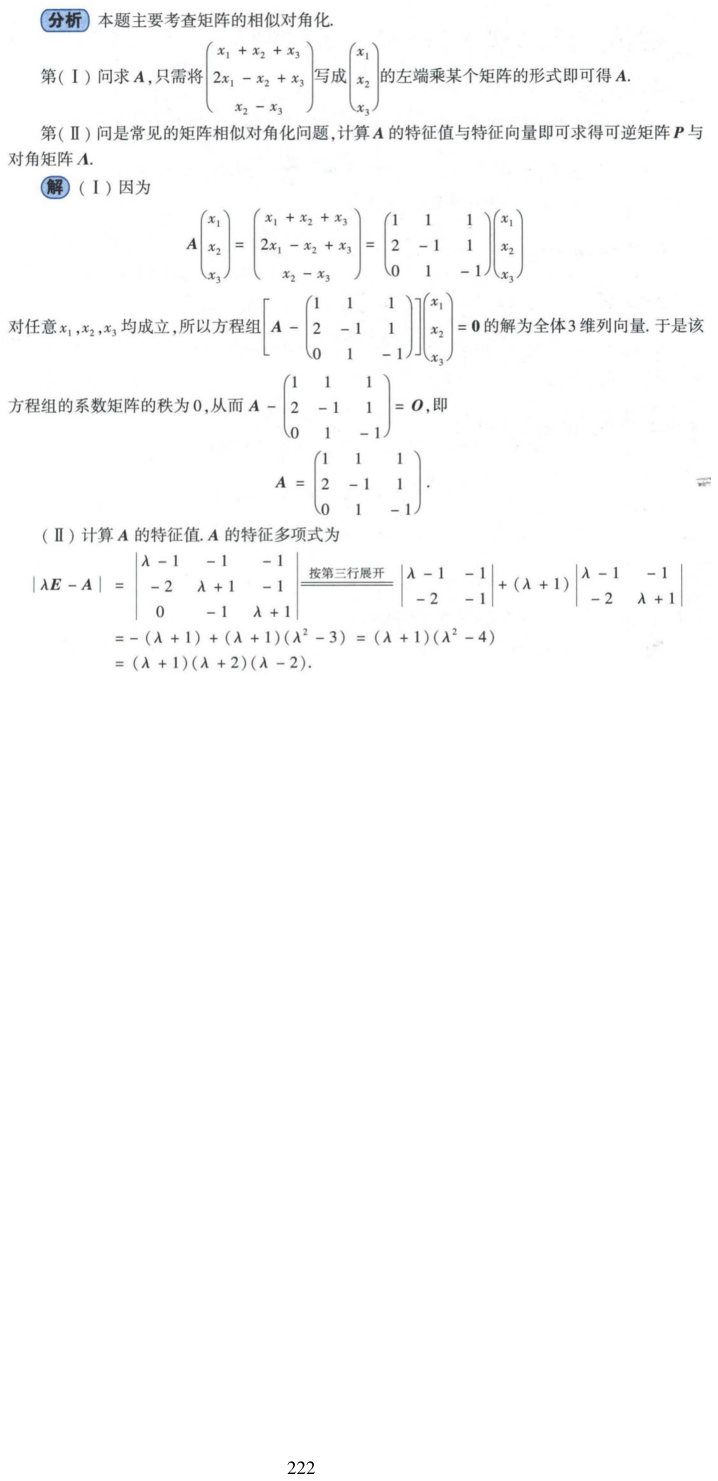 分析 本题主要考查矩阵的相似对角化.
第(Ⅰ)问求 A,只需将 (x₁ + x₂ + x₃; 2x₁ - x₂ + x₃; x₂ - x₃) 写成 (x₁; x₂; x₃) 的左端乘某个矩阵的形式即可得 A.
第(Ⅱ)问是常见的矩阵相似对角化问题,计算 A 的特征值与特征向量即可求得可逆矩阵 P 与
对角矩阵 Λ.
解 (Ⅰ)因为
A (x₁; x₂; x₃) = (x₁ + x₂ + x₃; 2x₁ - x₂ + x₃; x₂ - x₃) = (1 1 1; 2 -1 1; 0 1 -1) (x₁; x₂; x₃)
对任意 x₁,x₂,x₃ 均成立,所以方程组 [A - (1 1 1; 2 -1 1; 0 1 -1)] (x₁; x₂; x₃) = 0 的解为全体 3 维列向量. 于是该
方程组的系数矩阵的秩为 0,从而 A - (1 1 1; 2 -1 1; 0 1 -1) = O,即
A = (1 1 1; 2 -1 1; 0 1 -1).
(Ⅱ)计算 A 的特征值. A 的特征多项式为
|λE - A| = |λ-1 -1 -1; -2 λ+1 -1; 0 -1 λ+1| 按第三行展开 = |λ-1 -1; -2 -1| + (λ+1) |λ-1 -1; -2 λ+1|
= -(λ+1) + (λ+1)(λ² - 3) = (λ+1)(λ² - 4)
= (λ+1)(λ+2)(λ-2).
222